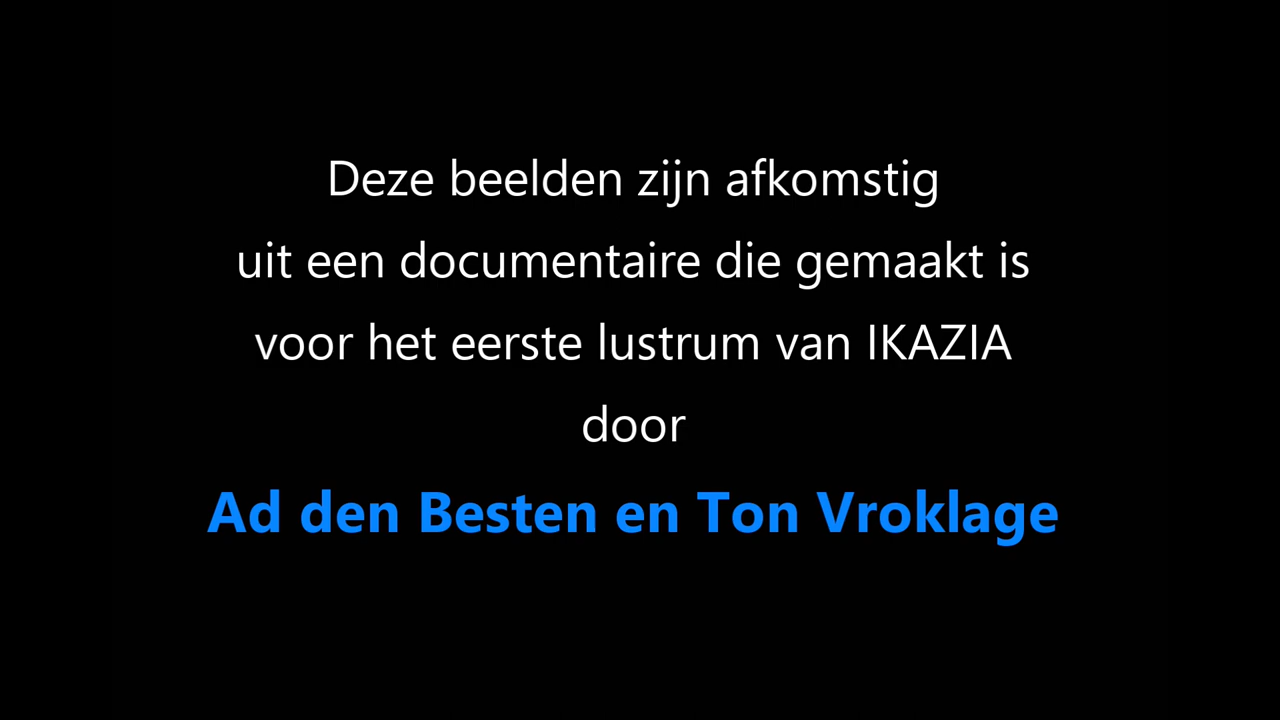 Deze beelden zijn afkomstig
uit een documentaire die gemaakt is
voor het eerste lustrum van IKAZIA
door
Ad den Besten en Ton Vroklage